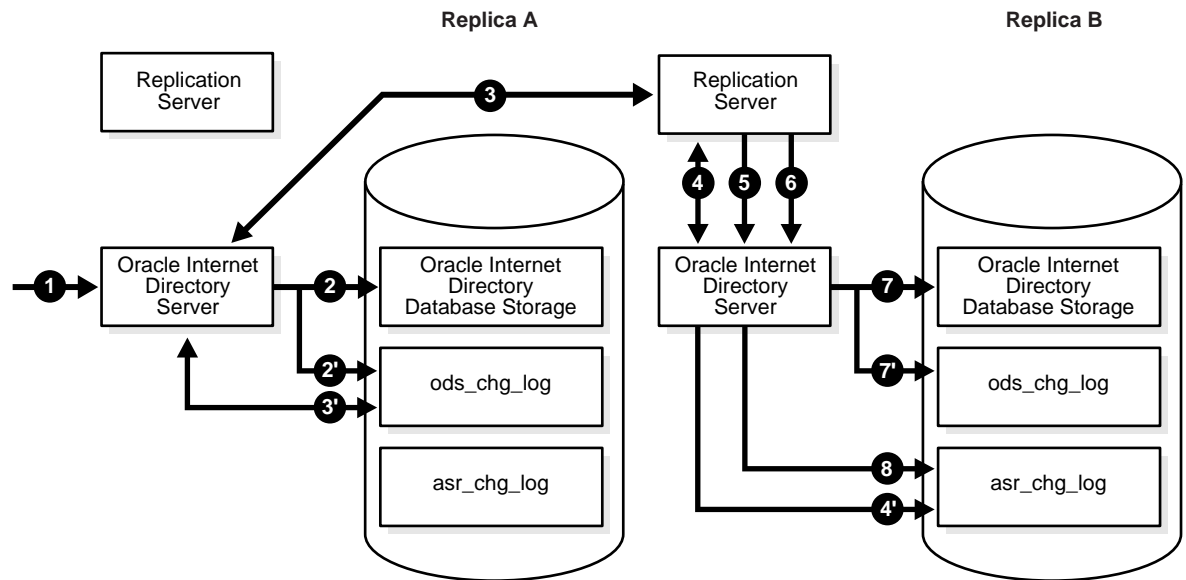 Replica A
Replica B
Replication
Server
Replication
Server
3
4
5
6
1
Oracle Internet
Directory
Server
2
Oracle Internet
Directory
Database Storage
Oracle Internet
Directory
Server
7
Oracle Internet
Directory
Database Storage
2'
ods_chg_log
3'
7'
ods_chg_log
asr_chg_log
8
asr_chg_log
4'